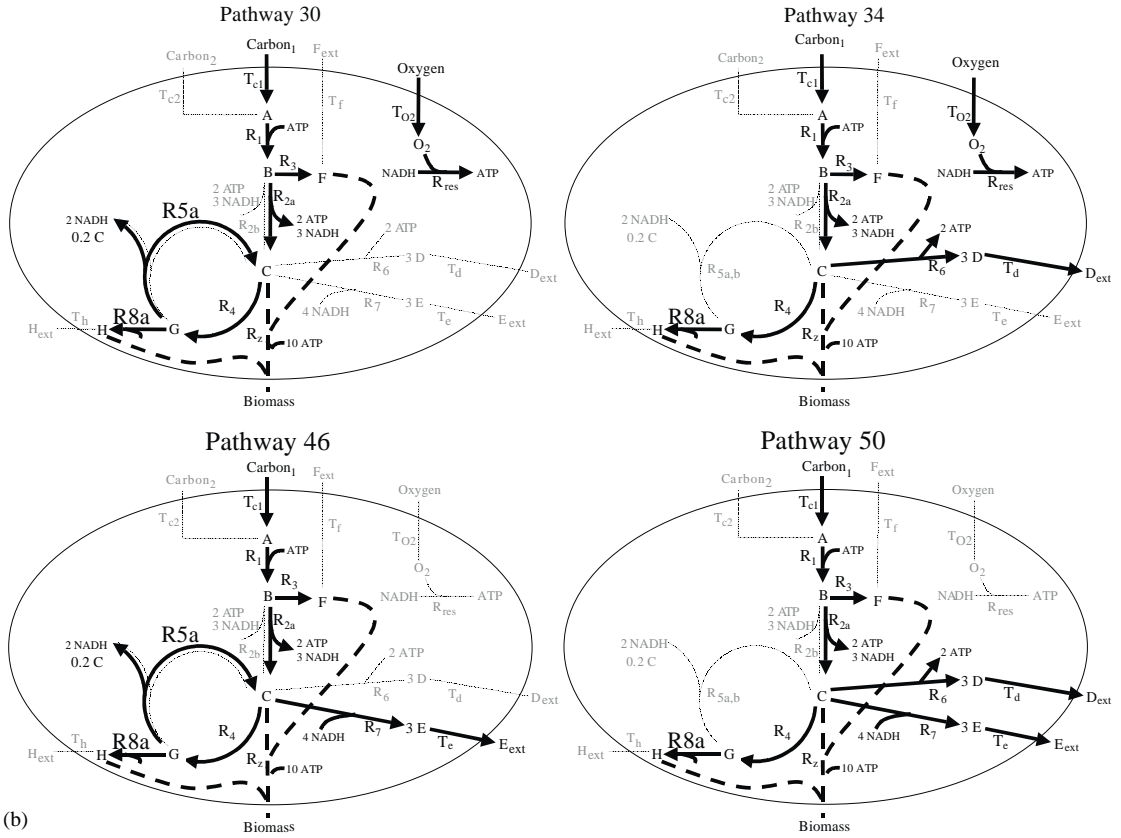 Pathway 30
Carbon2
Carbon1
Fext
Oxygen
Tc1
Tc2
Tf
A
TO2
R1
ATP
O2
B
R3
F
NADH
Rres
ATP
2 ATP
3 NADH
R2a
2 NADH
0.2 C
R5a
R2b
2 ATP
3 NADH
2 ATP
C
R6
3 D
Td
Dext
4 NADH
R7
3 E
Te
Eext
R4
Hext
Th
H
R8a
G
Rz
10 ATP
Biomass
Pathway 34
Carbon2
Carbon1
Fext
Oxygen
Tc1
Tc2
Tf
A
TO2
R1
ATP
O2
B
R3
F
NADH
Rres
ATP
2 ATP
3 NADH
R2a
2 NADH
0.2 C
R2b
2 ATP
3 NADH
2 ATP
R5a,b
C
R6
3 D
Td
Dext
4 NADH
R7
3 E
Te
Eext
R4
Hext
Th
H
R8a
G
Rz
10 ATP
Biomass
Pathway 46
Carbon2
Carbon1
Fext
Oxygen
Tc1
Tc2
Tf
A
TO2
R1
ATP
O2
B
R3
F
NADH
Rres
ATP
2 ATP
3 NADH
R2a
2 NADH
0.2 C
R5a
R2b
2 ATP
3 NADH
2 ATP
C
R6
3 D
Td
Dext
4 NADH
R7
3 E
Te
Eext
R4
Hext
Th
H
R8a
G
Rz
10 ATP
Biomass
Pathway 50
Carbon2
Carbon1
Fext
Oxygen
Tc1
Tc2
Tf
A
TO2
R1
ATP
O2
B
R3
F
NADH
Rres
ATP
2 ATP
3 NADH
R2a
2 NADH
0.2 C
R2b
2 ATP
3 NADH
2 ATP
R5a,b
C
R6
3 D
Td
Dext
4 NADH
R7
3 E
Te
Eext
R4
Hext
Th
H
R8a
G
Rz
10 ATP
Biomass
(b)